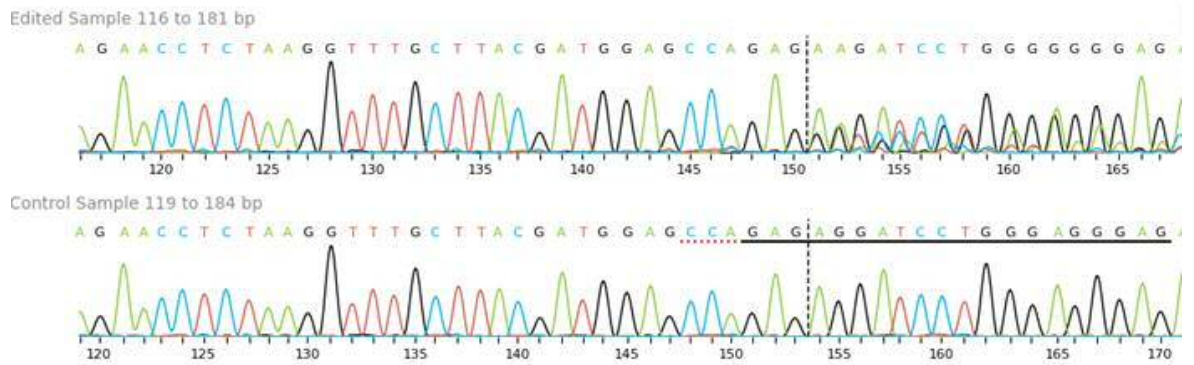 Edited Sample 116 to 181 bp
A G A A C C T C T A A G G T T T G C T T A C G A T G G A G C C A G A G A A G A T C C T G G G G G G G A G A
120 125 130 135 140 145 150 155 160 165
Control Sample 119 to 184 bp
A G A A C C T C T A A G G T T T G C T T A C G A T G G A G C C A G A G A G G A T C C T G G G A G G G A G A
120 125 130 135 140 145 150 155 160 165 170